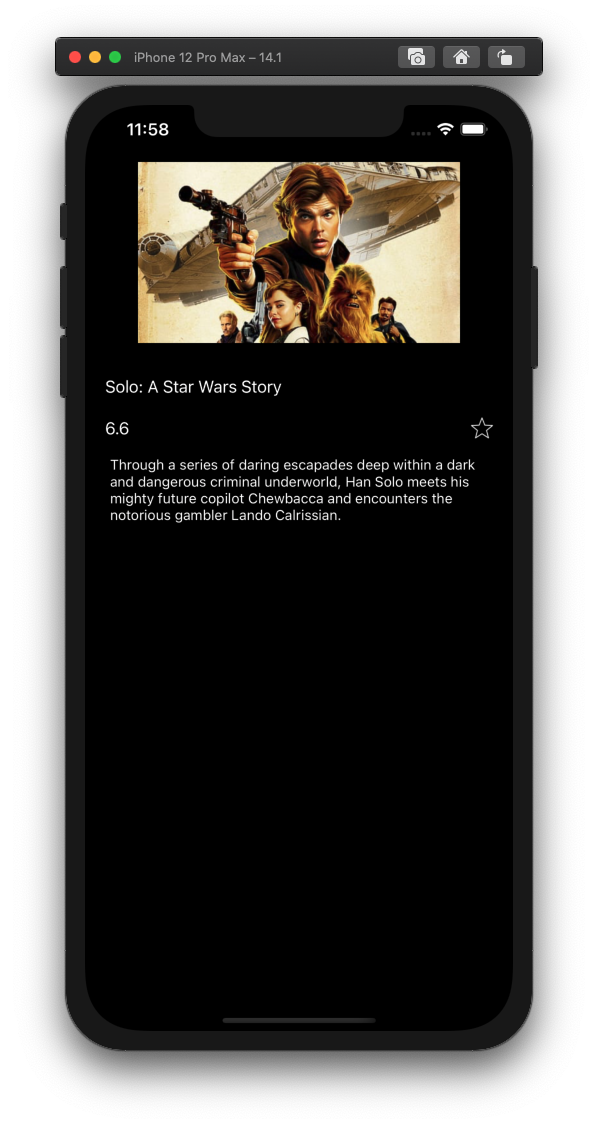 iPhone 12 Pro Max – 14.1
11:58
Solo: A Star Wars Story
6.6
Through a series of daring escapades deep within a dark
and dangerous criminal underworld, Han Solo meets his
mighty future copilot Chewbacca and encounters the
notorious gambler Lando Calrissian.